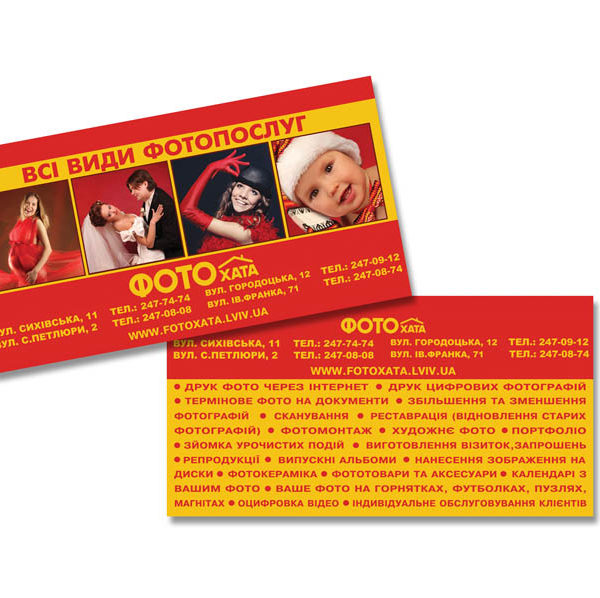 ВСІ ВИДИ ФОТОПОСЛУГ
ФОТО ХАТА
ВУЛ. СИХІВСЬКА, 11 ТЕЛ.: 247-74-74 ВУЛ. ГОРОДОЦЬКА, 12 ТЕЛ.: 247-09-12
ВУЛ. С.ПЕТЛЮРИ, 2 ТЕЛ.: 247-08-08 ВУЛ. ІВ.ФРАНКА, 71 ТЕЛ.: 247-08-74
WWW.FOTOXATA.LVIV.UA
ФОТО ХАТА
ВУЛ. СИХІВСЬКА, 11 ТЕЛ.: 247-74-74 ВУЛ. ГОРОДОЦЬКА, 12 ТЕЛ.: 247-09-12
ВУЛ. С.ПЕТЛЮРИ, 2 ТЕЛ.: 247-08-08 ВУЛ. ІВ.ФРАНКА, 71 ТЕЛ.: 247-08-74
WWW.FOTOXATA.LVIV.UA
● ДРУК ФОТО ЧЕРЕЗ ІНТЕРНЕТ ● ДРУК ЦИФРОВИХ ФОТОГРАФІЙ
● ТЕРМІНОВЕ ФОТО НА ДОКУМЕНТИ ● ЗБІЛЬШЕННЯ ТА ЗМЕНШЕННЯ
ФОТОГРАФІЙ ● СКАНУВАННЯ ● РЕСТАВРАЦІЯ (ВІДНОВЛЕННЯ СТАРИХ
ФОТОГРАФІЙ) ● ФОТОМОНТАЖ ● ХУДОЖНЄ ФОТО ● ПОРТФОЛІО
● ЗЙОМКА УРОЧИСТИХ ПОДІЙ ● ВИГОТОВЛЕННЯ ВІЗИТОК,ЗАПРОШЕНЬ
● РЕПРОДУКЦІЇ ● ВИПУСКНІ АЛЬБОМИ ● НАНЕСЕННЯ ЗОБРАЖЕННЯ НА
ДИСКИ ● ФОТОКЕРАМІКА ● ФОТОТОВАРИ ТА АКСЕСУАРИ ● КАЛЕНДАРІ З
ВАШИМ ФОТО ● ВАШЕ ФОТО НА ГОРНЯТКАХ, ФУТБОЛКАХ, ПУЗЛЯХ,
МАГНІТАХ ● ОЦИФРОВКА ВІДЕО ● ІНДИВІДУАЛЬНЕ ОБСЛУГОВУВАННЯ КЛІЄНТІВ